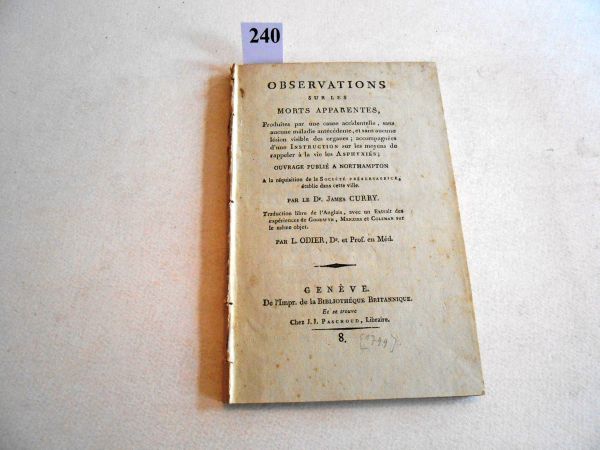 240
OBSERVATIONS
SUR LES
MORTS APPARENTES,
Produites par une cause accidentelle, sans
aucune maladie antécédente, et sans aucune
lésion visible des organes; accompagnées
d'une INSTRUCTION sur les moyens de
rappeler à la vie les ASPHYXIÉS;
OUVRAGE PUBLIÉ A NORTHAMPTON
A la réquisition de la SOCIÉTÉ PRÉSERVATRICE,
établie dans cette ville.
PAR LE Dr. JAMES CURRY.
Traduction libre de l'Anglais, avec un Extrait des
expériences de GOODWYN, MENZIES et COLEMAN sur
le même objet.
PAR L. ODIER, Dr. et Prof. en Méd.
GENÈVE.
De l'Impr. de la BIBLIOTHÈQUE BRITANNIQUE.
Et se trouve
Chez J. J. PASCHOUD, Libraire.
8. [1799].